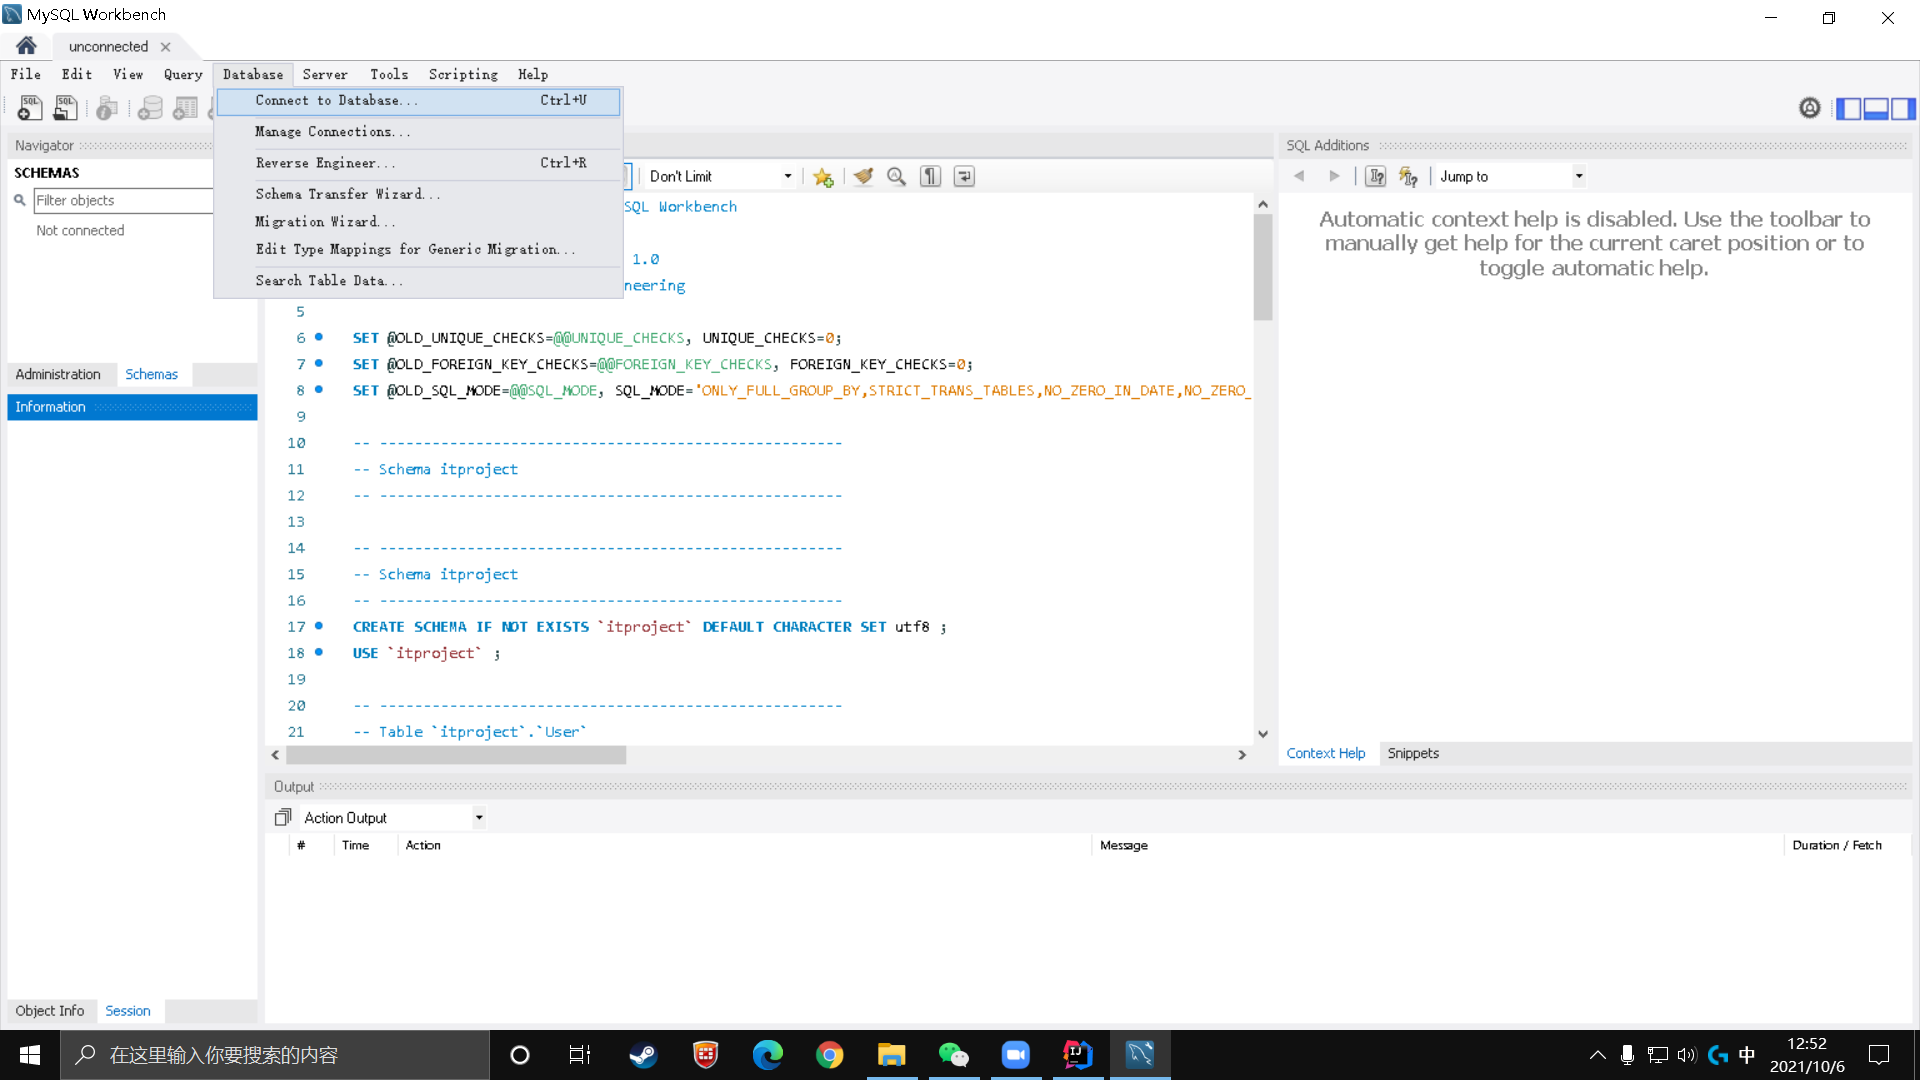 MySQL Workbench
unconnected
File Edit View Query Database Server Tools Scripting Help
Connect to Database... Ctrl+U
Manage Connections...
Reverse Engineer... Ctrl+R
Schema Transfer Wizard...
Migration Wizard...
Edit Type Mappings for Generic Migration...
Search Table Data...
Navigator
SCHEMAS
Filter objects
Not connected
Administration Schemas
Information
Object Info Session
Don't Limit
SQL Workbench
1.0
neering
5
6 SET @OLD_UNIQUE_CHECKS=@@UNIQUE_CHECKS, UNIQUE_CHECKS=0;
7 SET @OLD_FOREIGN_KEY_CHECKS=@@FOREIGN_KEY_CHECKS, FOREIGN_KEY_CHECKS=0;
8 SET @OLD_SQL_MODE=@@SQL_MODE, SQL_MODE='ONLY_FULL_GROUP_BY,STRICT_TRANS_TABLES,NO_ZERO_IN_DATE,NO_ZERO_
9
10 -- -----------------------------------------------------
11 -- Schema itproject
12 -- -----------------------------------------------------
13
14 -- -----------------------------------------------------
15 -- Schema itproject
16 -- -----------------------------------------------------
17 CREATE SCHEMA IF NOT EXISTS `itproject` DEFAULT CHARACTER SET utf8 ;
18 USE `itproject` ;
19
20 -- -----------------------------------------------------
21 -- Table `itproject`.`User`
SQL Additions
Jump to
Automatic context help is disabled. Use the toolbar to
manually get help for the current caret position or to
toggle automatic help.
Context Help Snippets
Output
Action Output
# Time Action Message Duration / Fetch
在这里输入你要搜索的内容
中
12:52
2021/10/6